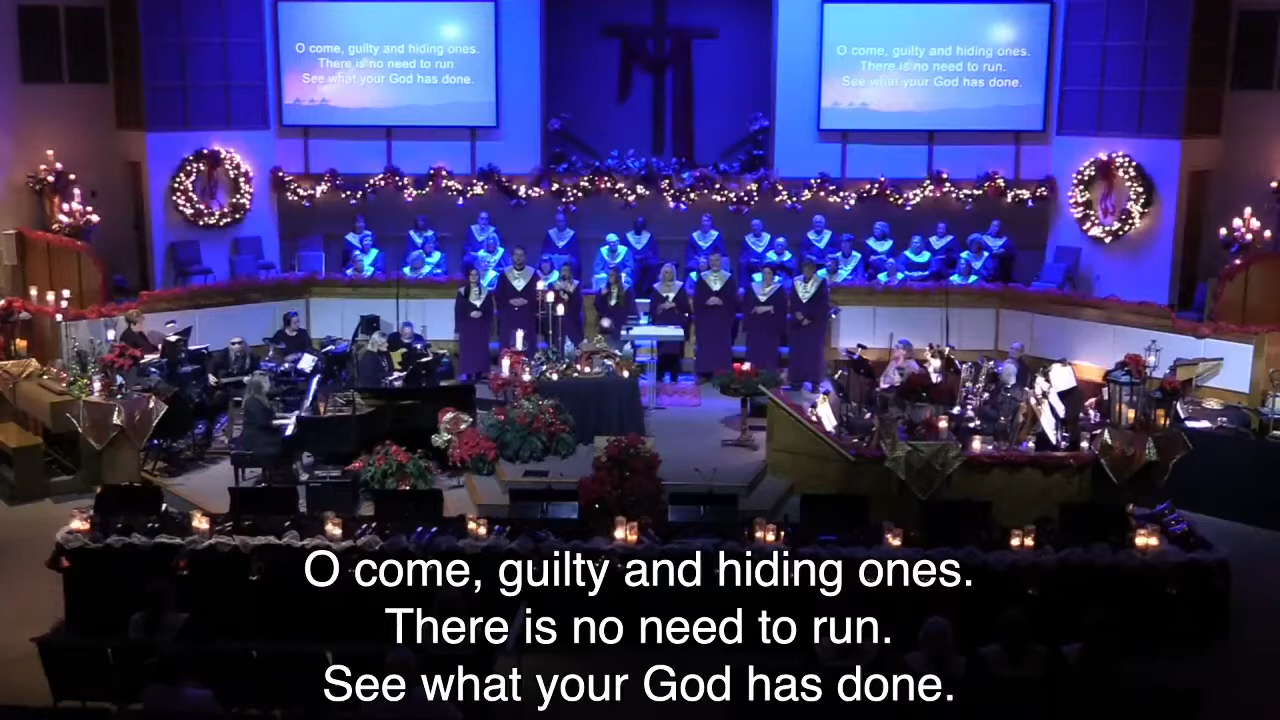 O come, guilty and hiding ones.
There is no need to run
See what your God has done.
O come, guilty and hiding ones.
There is no need to run.
See what your God has done.
O come, guilty and hiding ones.
There is no need to run.
See what your God has done.